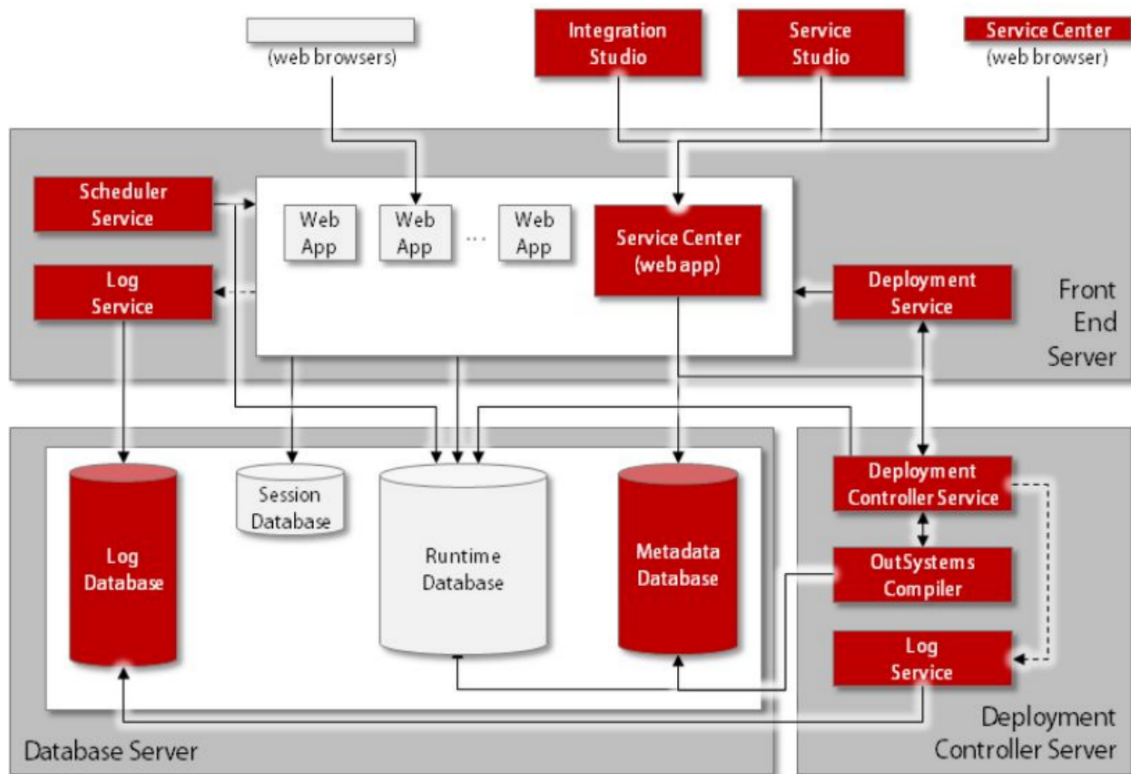 (web browsers)
Integration
Studio
Service
Studio
Service Center
(web browser)
Scheduler
Service
Web
App
Web
App
...
Web
App
Service Center
(web app)
Log
Service
Deployment
Service
Front
End
Server
Log
Database
Session
Database
Runtime
Database
Metadada
Database
Deployment
Controller Service
OutSystems
Compiler
Log
Service
Database Server
Deployment
Controller Server